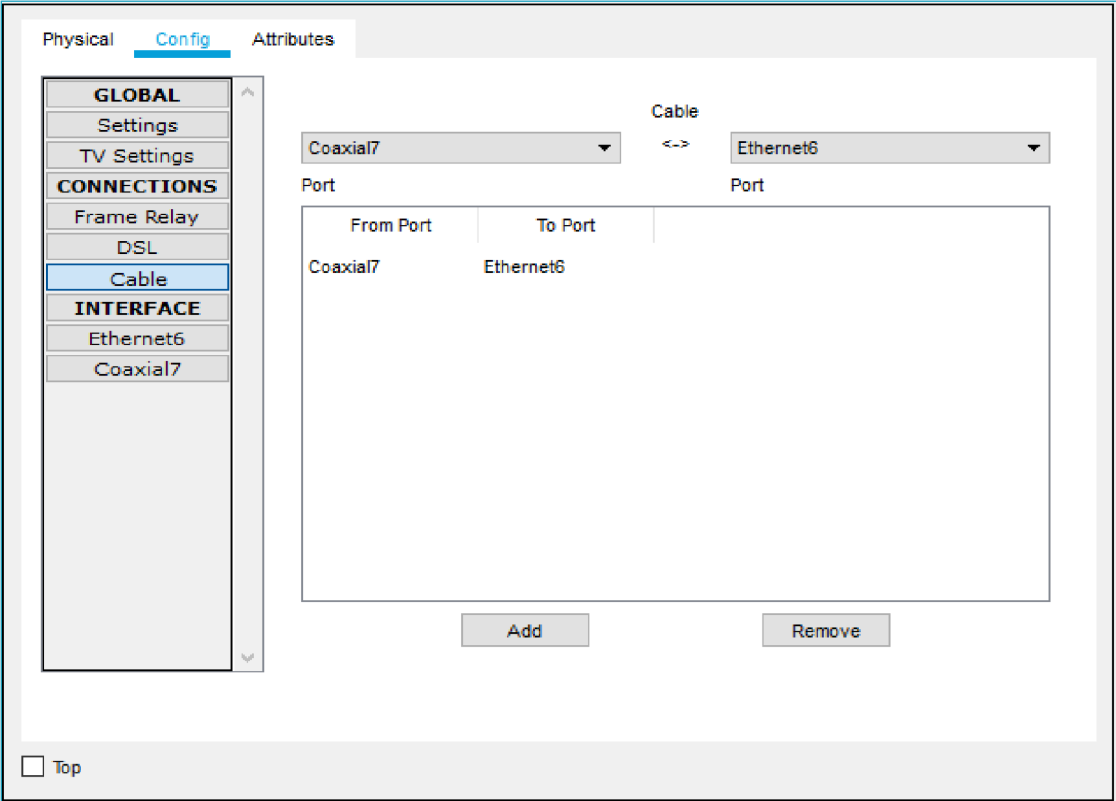 Physical Config Attributes
GLOBAL
Settings
TV Settings
CONNECTIONS
Frame Relay
DSL
Cable
INTERFACE
Ethernet6
Coaxial7
Cable
Coaxial7 <-> Ethernet6
Port Port
From Port To Port
Coaxial7 Ethernet6
Add Remove
Top